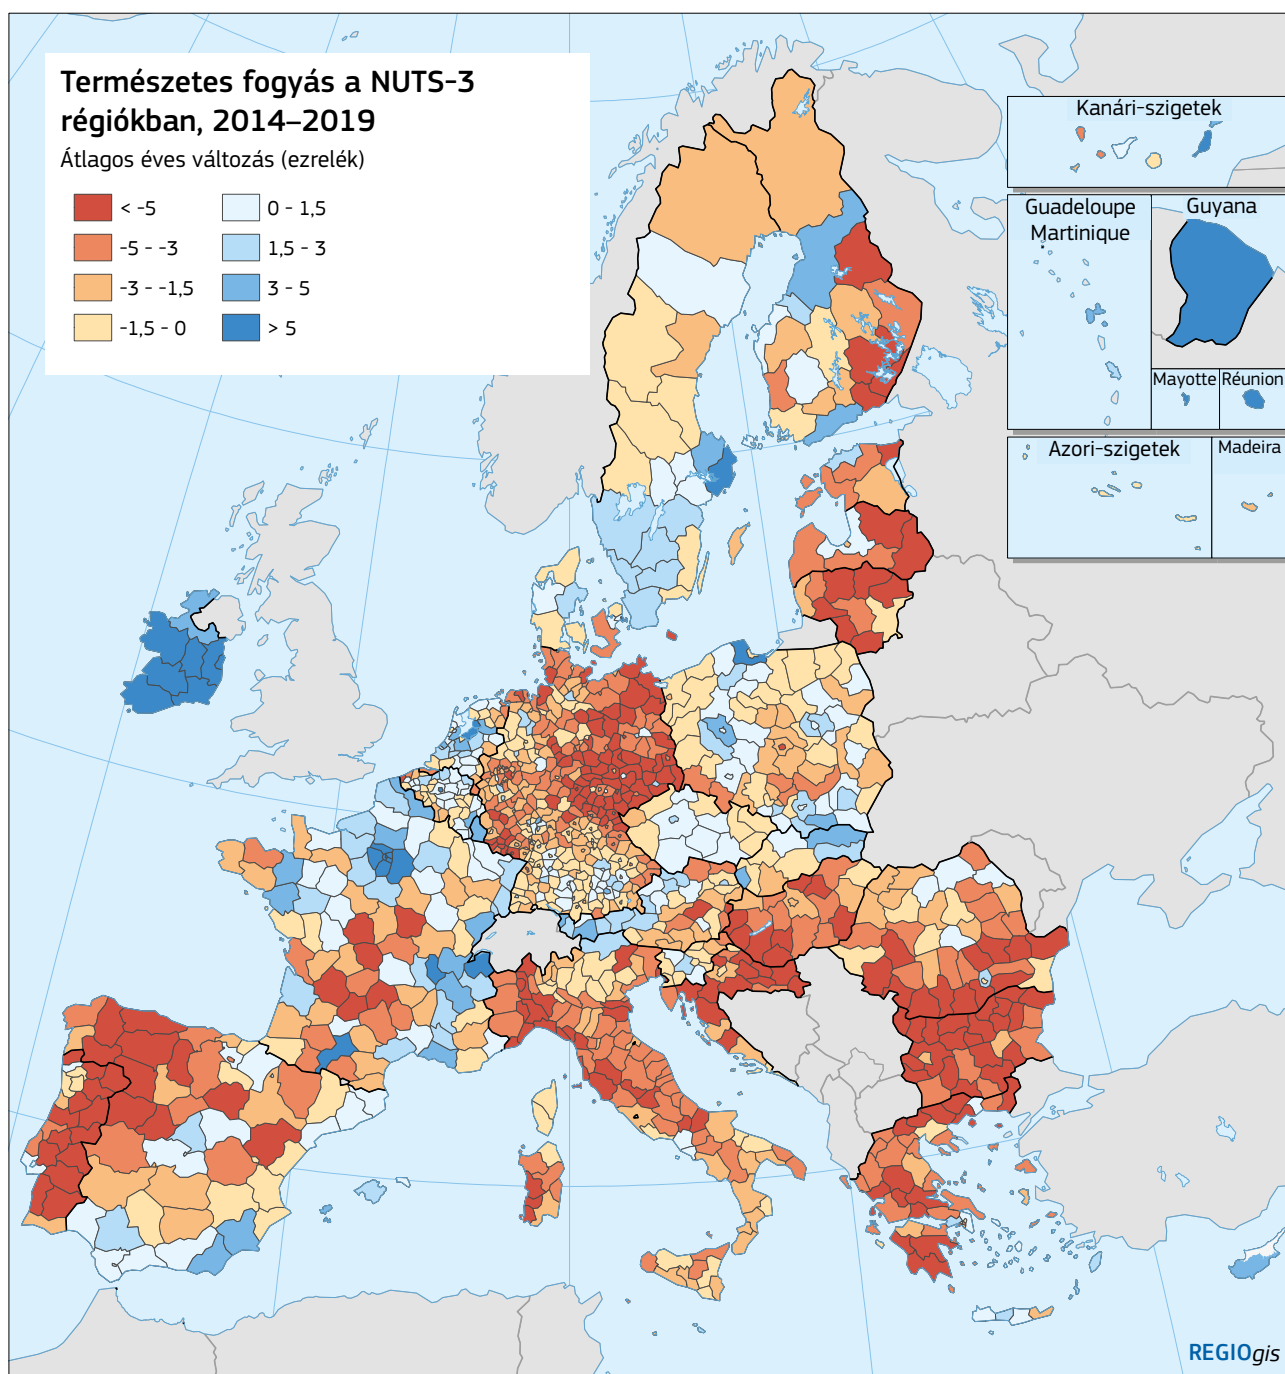 Természetes fogyás a NUTS-3
régiókban, 2014–2019
Átlagos éves változás (ezrelék)
< -5
-5 - -3
-3 - -1,5
-1,5 - 0
0 - 1,5
1,5 - 3
3 - 5
> 5
Kanári-szigetek
Guadeloupe
Martinique
Guyana
Mayotte
Réunion
Azori-szigetek
Madeira
REGIOgis